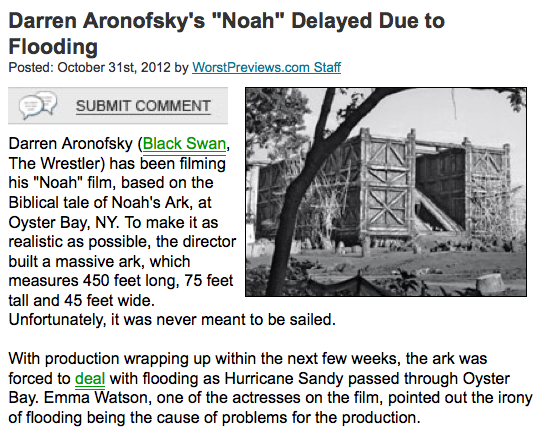 Darren Aronofsky's "Noah" Delayed Due to
Flooding
Posted: October 31st, 2012 by WorstPreviews.com Staff
SUBMIT COMMENT
Darren Aronofsky (Black Swan,
The Wrestler) has been filming
his "Noah" film, based on the
Biblical tale of Noah's Ark, at
Oyster Bay, NY. To make it as
realistic as possible, the director
built a massive ark, which
measures 450 feet long, 75 feet
tall and 45 feet wide.
Unfortunately, it was never meant to be sailed.
With production wrapping up within the next few weeks, the ark was
forced to deal with flooding as Hurricane Sandy passed through Oyster
Bay. Emma Watson, one of the actresses on the film, pointed out the irony
of flooding being the cause of problems for the production.